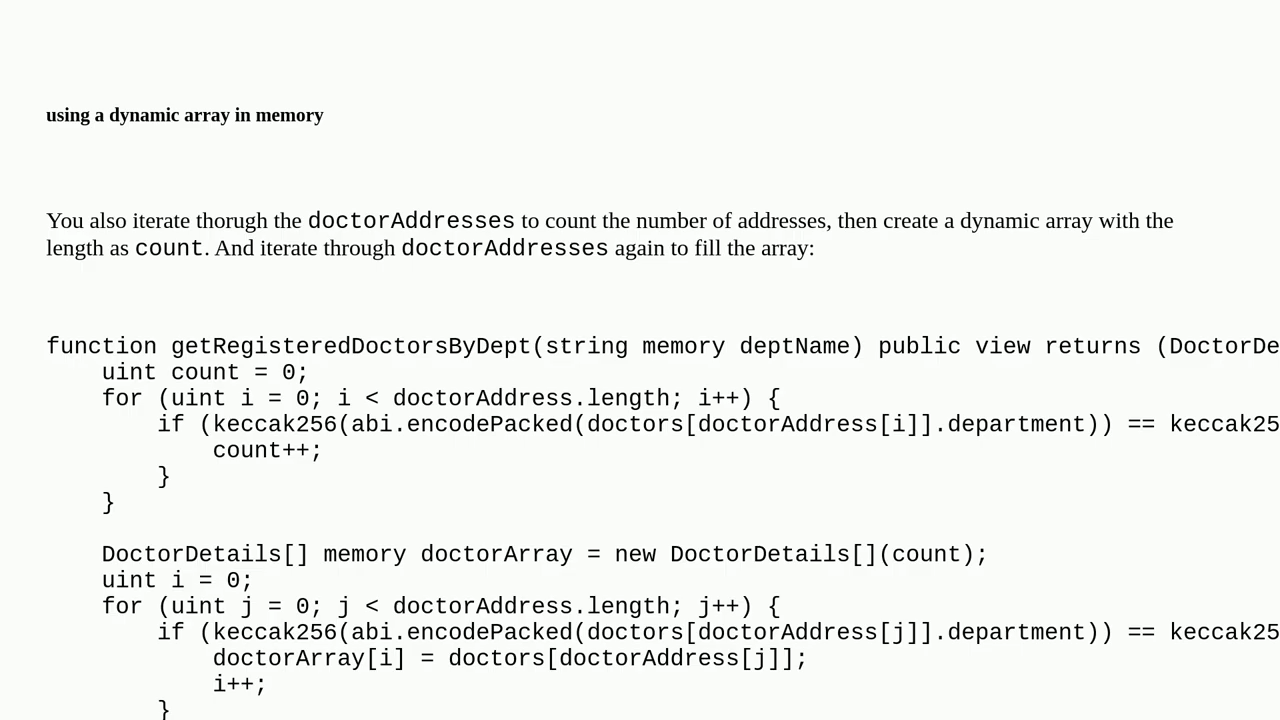 using a dynamic array in memory
You also iterate thorugh the doctorAddresses to count the number of addresses, then create a dynamic array with the
length as count. And iterate through doctorAddresses again to fill the array:
function getRegisteredDoctorsByDept(string memory deptName) public view returns (DoctorDe
    uint count = 0;
    for (uint i = 0; i < doctorAddress.length; i++) {
        if (keccak256(abi.encodePacked(doctors[doctorAddress[i]].department)) == keccak25
            count++;
        }
    }
    DoctorDetails[] memory doctorArray = new DoctorDetails[](count);
    uint i = 0;
    for (uint j = 0; j < doctorAddress.length; j++) {
        if (keccak256(abi.encodePacked(doctors[doctorAddress[j]].department)) == keccak25
            doctorArray[i] = doctors[doctorAddress[j]];
            i++;
        }